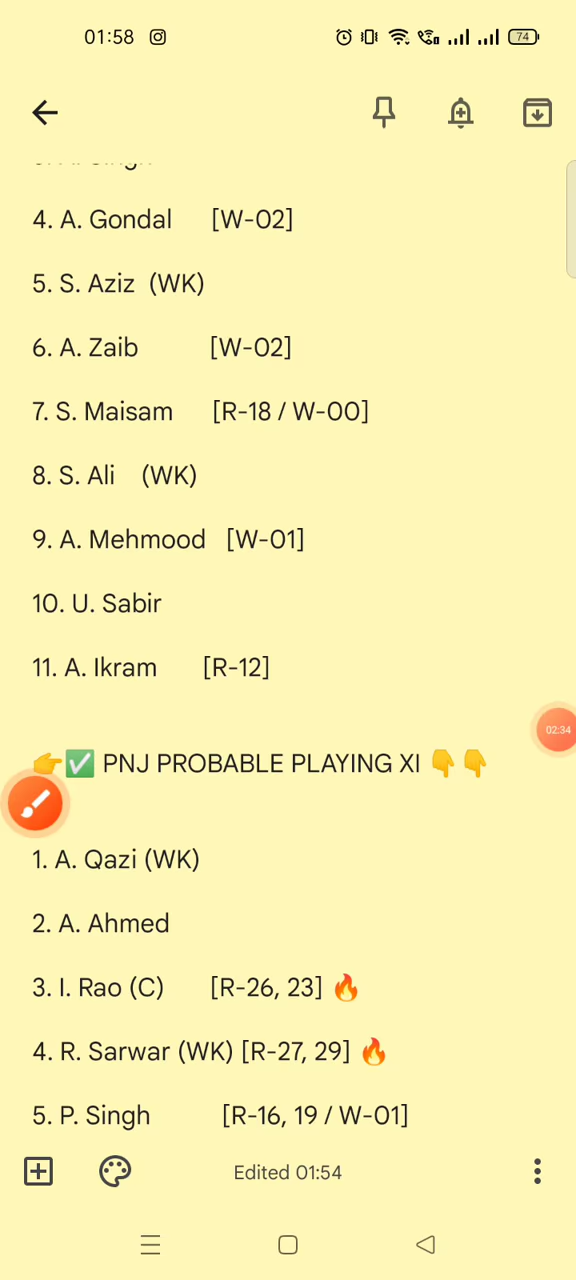 01:58
74
4. A. Gondal [W-02]
5. S. Aziz (WK)
6. A. Zaib [W-02]
7. S. Maisam [R-18 / W-00]
8. S. Ali (WK)
9. A. Mehmood [W-01]
10. U. Sabir
11. A. Ikram [R-12]
02:34
👉✅ PNJ PROBABLE PLAYING XI 👇👇
1. A. Qazi (WK)
2. A. Ahmed
3. I. Rao (C) [R-26, 23] 🔥
4. R. Sarwar (WK) [R-27, 29] 🔥
5. P. Singh [R-16, 19 / W-01]
Edited 01:54